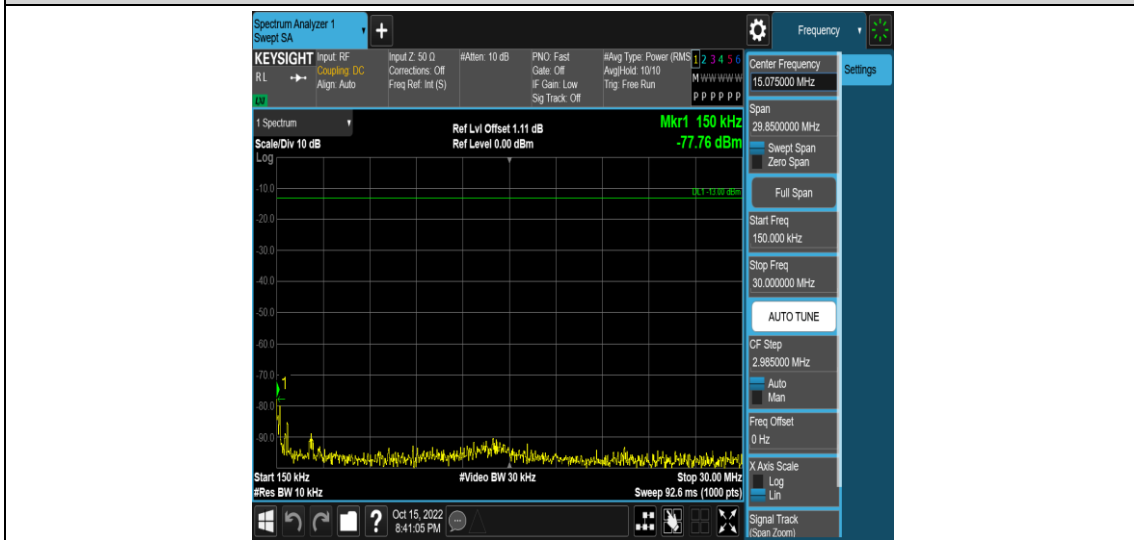 Spectrum Analyzer 1
Swept SA
+
Frequency
KEYSIGHT
RL
LXI
Input: RF
Coupling: DC
Align: Auto
Input Z: 50 Ω
Corrections: Off
Freq Ref: Int (S)
#Atten: 10 dB
PNO: Fast
Gate: Off
IF Gain: Low
Sig Track: Off
#Avg Type: Power (RMS
Avg|Hold: 10/10
Trig: Free Run
1 2 3 4 5 6
M W W W W W
P P P P P P
1 Spectrum
Scale/Div 10 dB
Ref Lvl Offset 1.11 dB
Ref Level 0.00 dBm
Mkr1 150 kHz
-77.76 dBm
Log
DL1 -13.00 dBm
-10.0
-20.0
-30.0
-40.0
-50.0
-60.0
-70.0
1
-80.0
-90.0
Start 150 kHz
#Video BW 30 kHz
Stop 30.00 MHz
#Res BW 10 kHz
Sweep 92.6 ms (1000 pts)
?
Oct 15, 2022
8:41:05 PM
Center Frequency
15.075000 MHz
Settings
Span
29.8500000 MHz
Swept Span
Zero Span
Full Span
Start Freq
150.000 kHz
Stop Freq
30.000000 MHz
AUTO TUNE
CF Step
2.985000 MHz
Auto
Man
Freq Offset
0 Hz
X Axis Scale
Log
Lin
Signal Track
(Span Zoom)